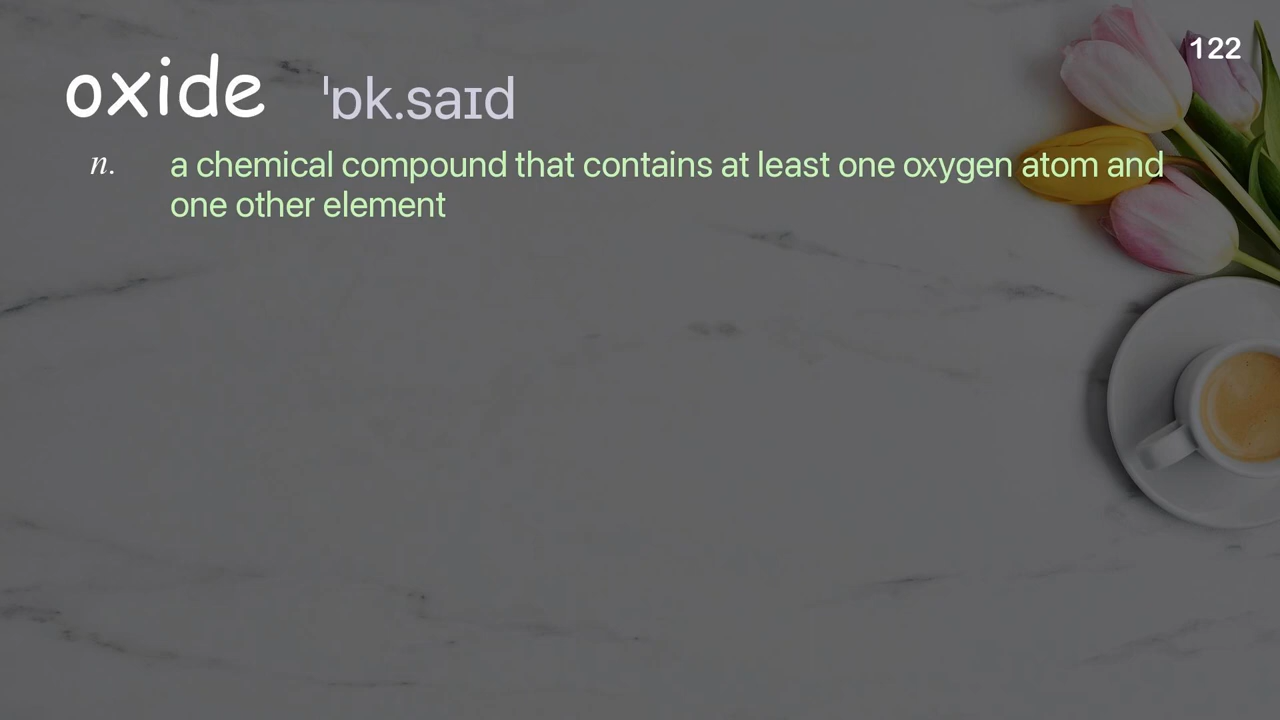 122
oxide ˈɒk.saɪd
n. a chemical compound that contains at least one oxygen atom and
one other element